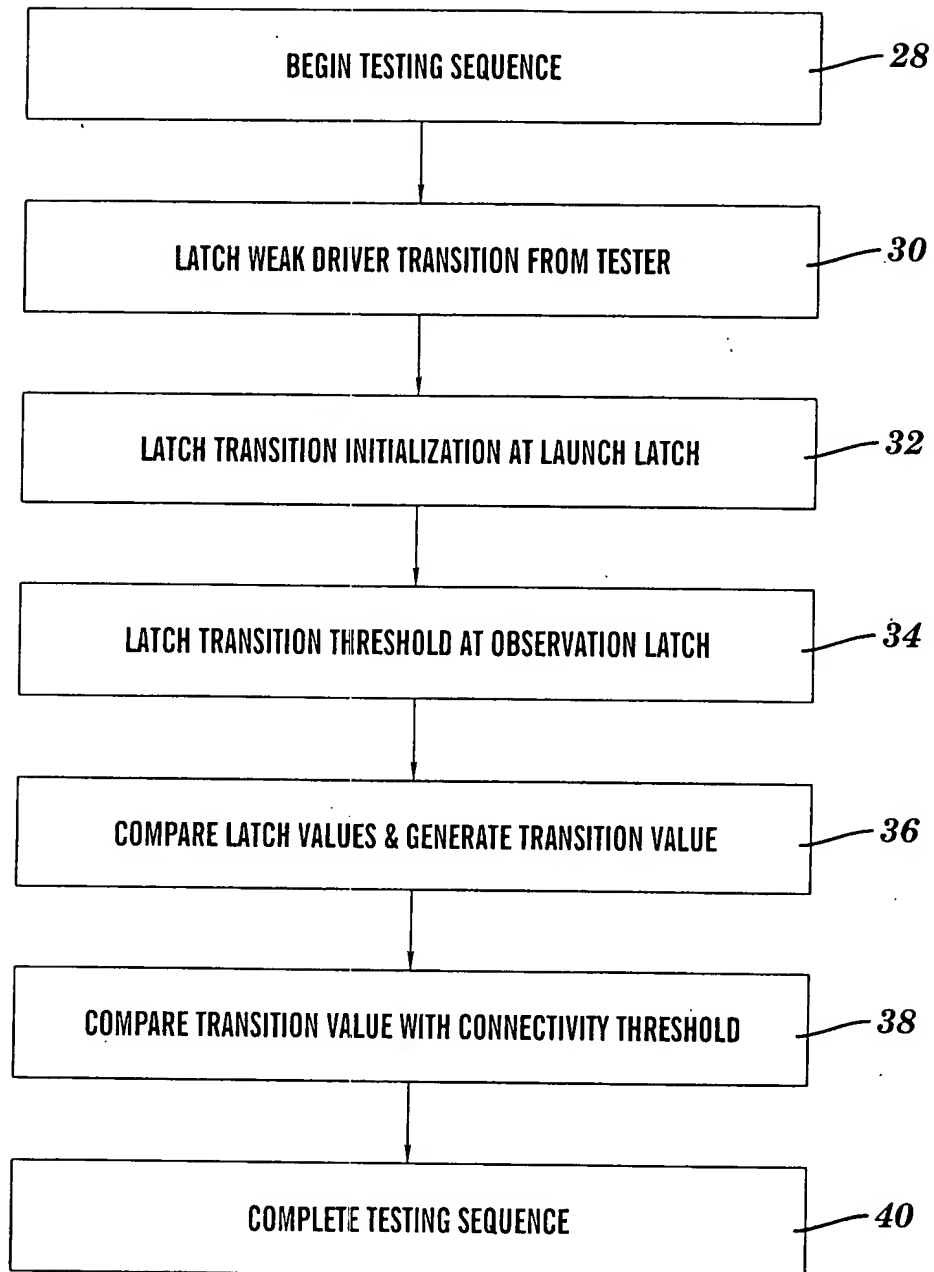 BEGIN TESTING SEQUENCE
28
LATCH WEAK DRIVER TRANSITION FROM TESTER
30
LATCH TRANSITION INITIALIZATION AT LAUNCH LATCH
32
LATCH TRANSITION THRESHOLD AT OBSERVATION LATCH
34
COMPARE LATCH VALUES & GENERATE TRANSITION VALUE
36
COMPARE TRANSITION VALUE WITH CONNECTIVITY THRESHOLD
38
COMPLETE TESTING SEQUENCE
40